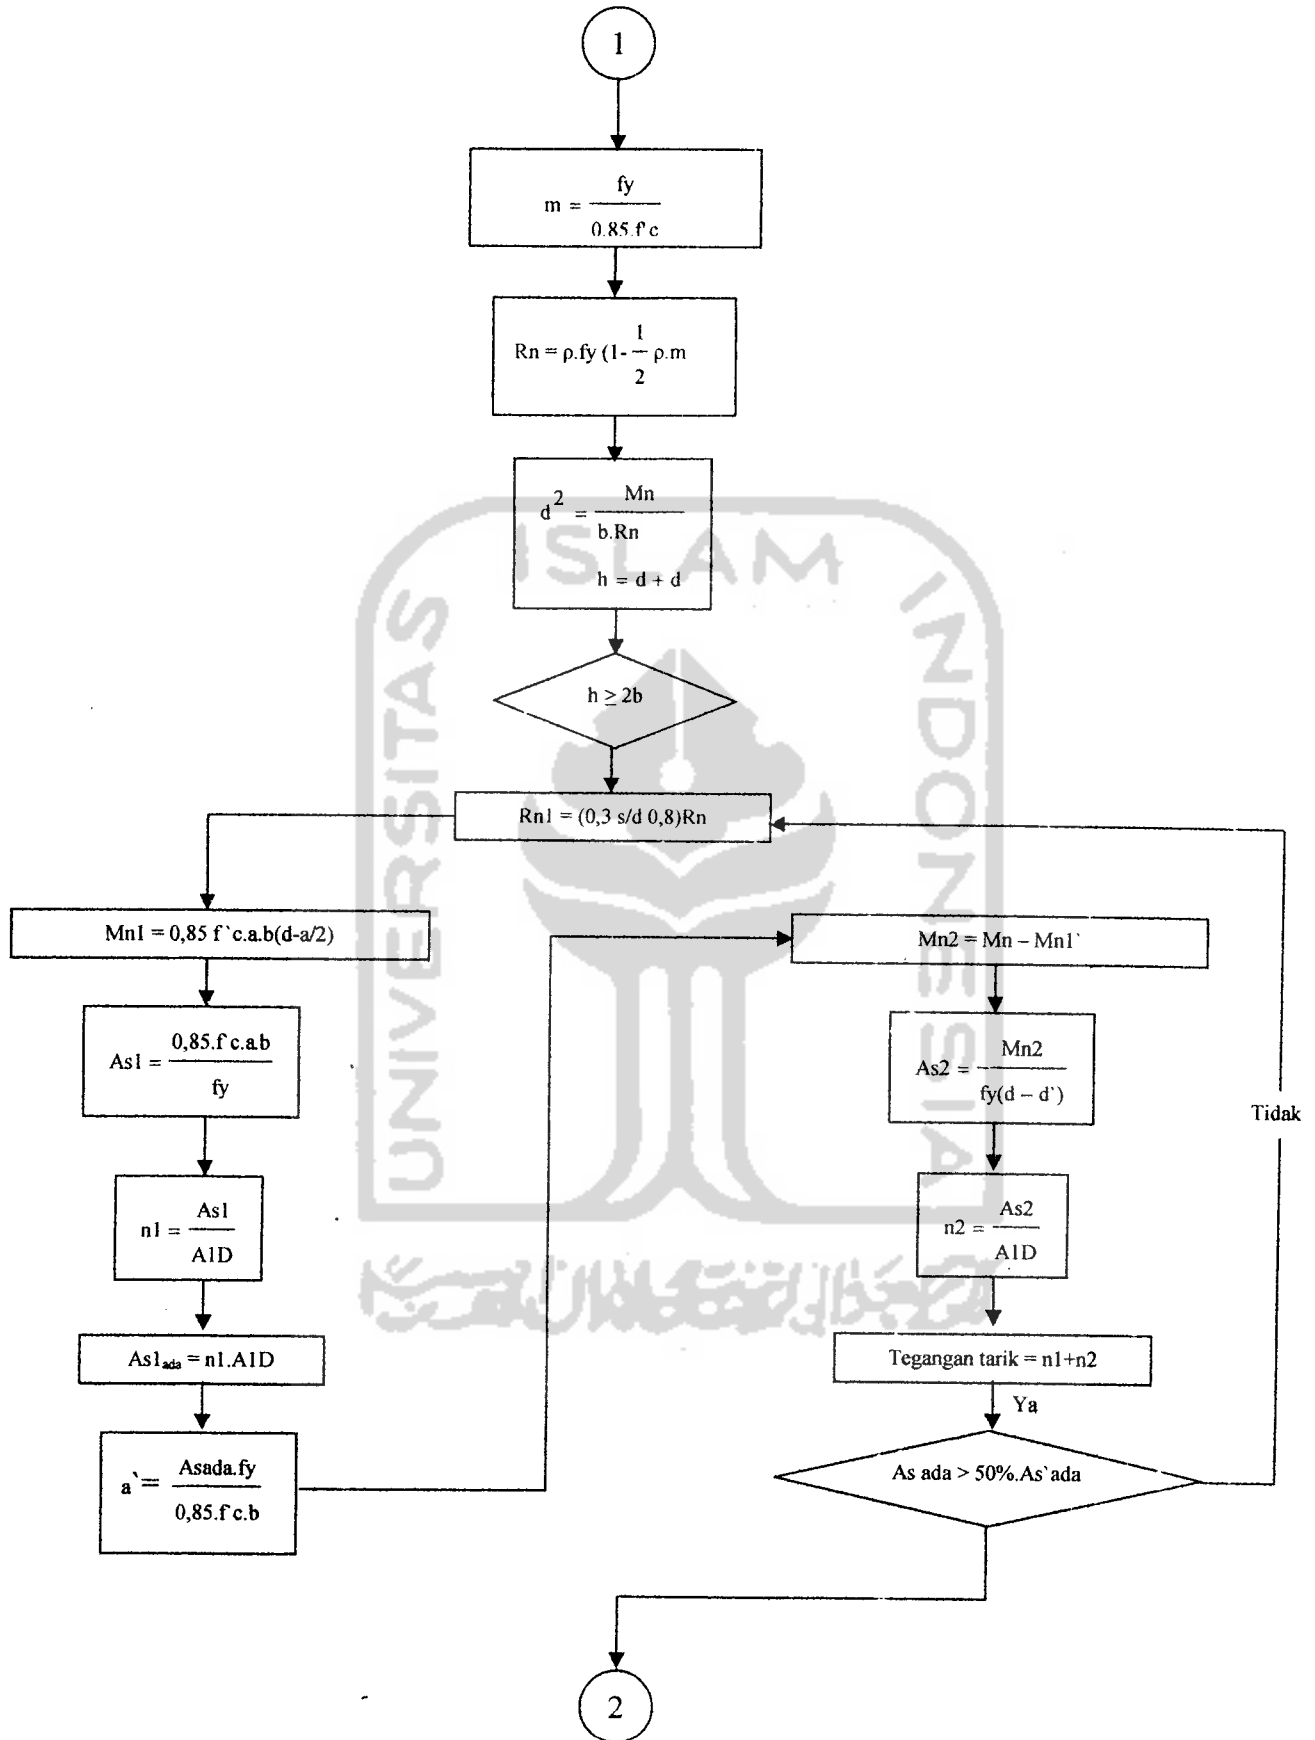 1
fy
m =
0.85.f`c
1
Rn = ρ.fy (1- — ρ.m
2
d² = Mn
b.Rn
h = d + d
h ≥ 2b
Rn1 = (0,3 s/d 0,8)Rn
Mn1 = 0,85 f`c.a.b(d-a/2)
As1 = 0,85.f`c.a.b
fy
n1 = As1
A1D
As1ada = n1.A1D
a`= Asada.fy
0,85.f`c.b
Mn2 = Mn – Mn1`
As2 = Mn2
fy(d – d`)
n2 = As2
A1D
Tegangan tarik = n1+n2
Ya
As ada > 50%.As`ada
Tidak
2
UNIVERSITAS
ISLAM
INDONESIA